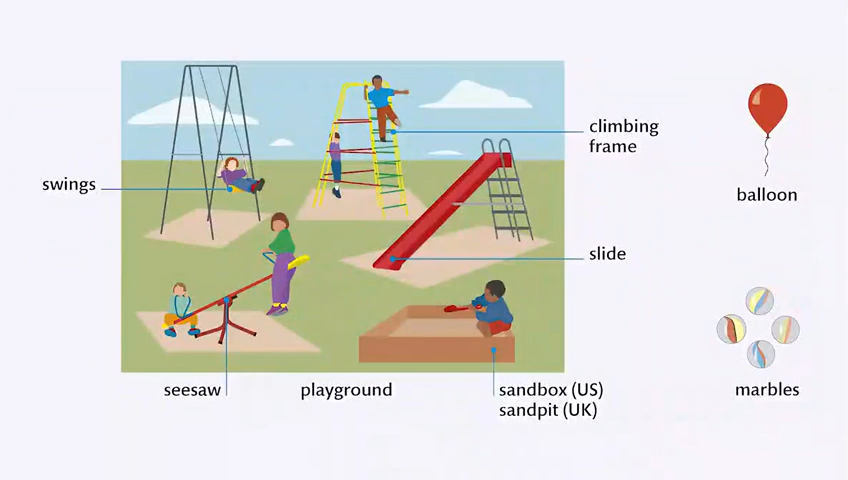 climbing
frame
swings
balloon
slide
seesaw
playground
sandbox (US)
sandpit (UK)
marbles